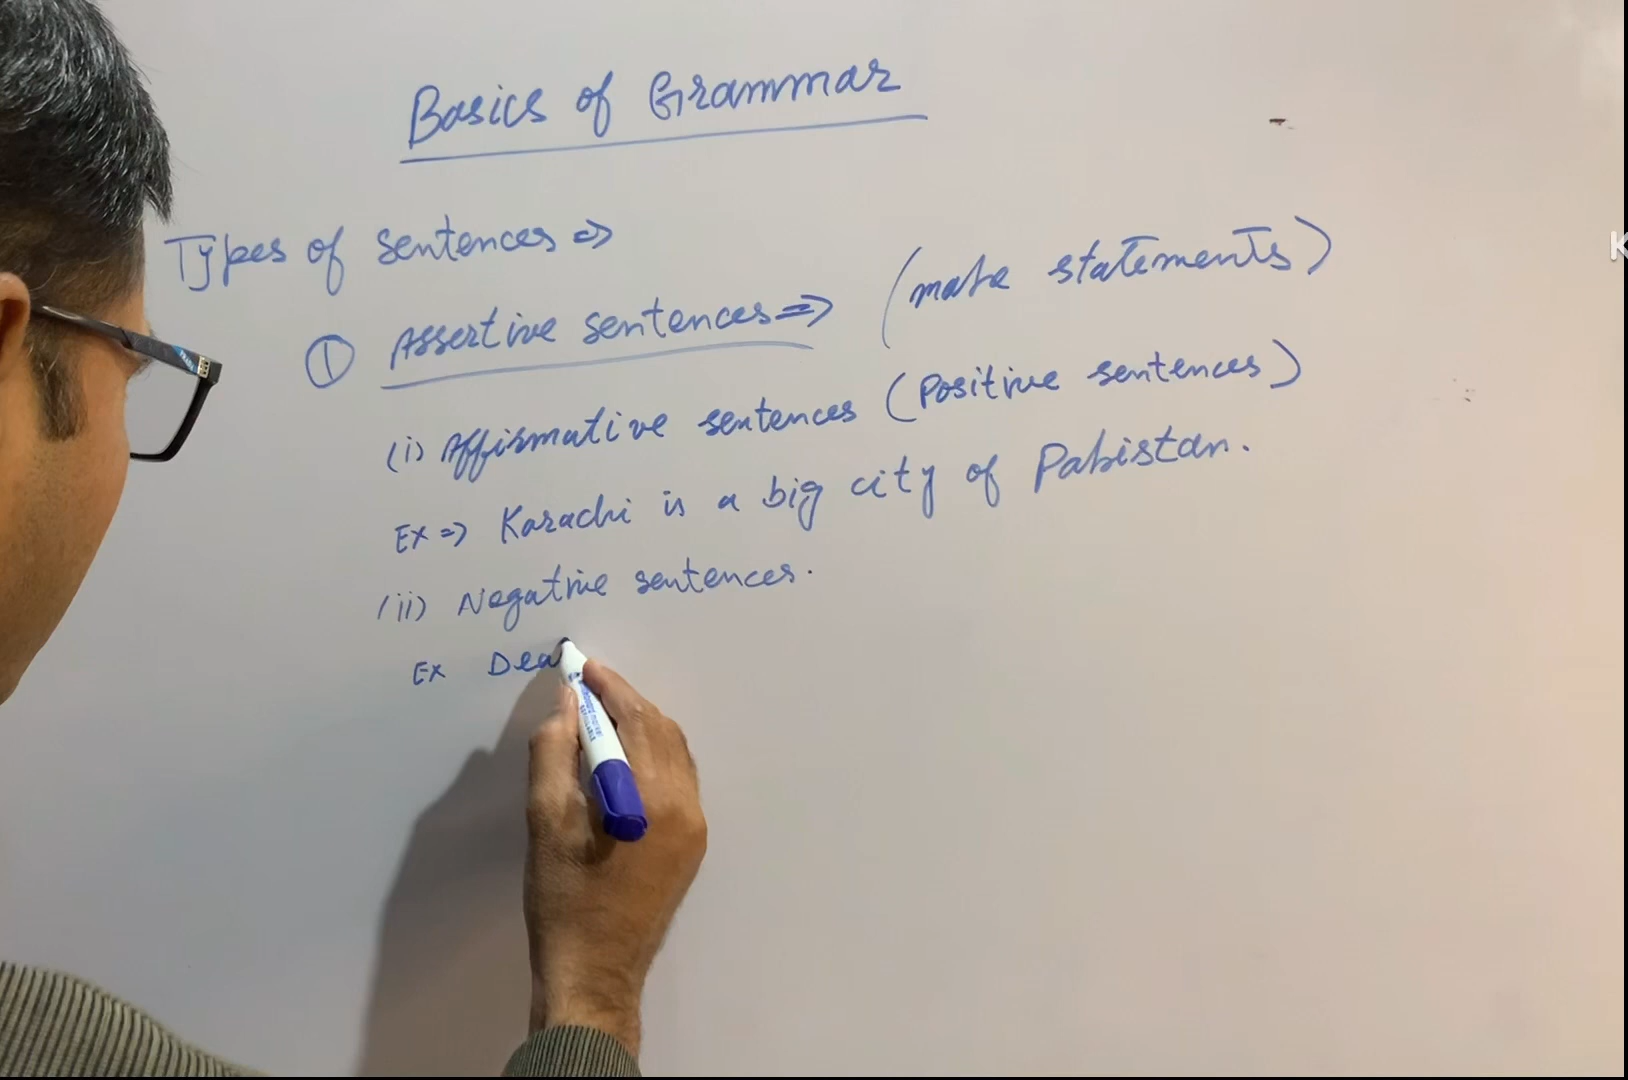 Basics of Grammar
Types of sentences ⇒
① Assertive sentences ⇒ (make statements)
(i) Affirmative sentences (Positive sentences)
Ex ⇒ Karachi is a big city of Pakistan.
(ii) Negative sentences.
Ex Dea
K